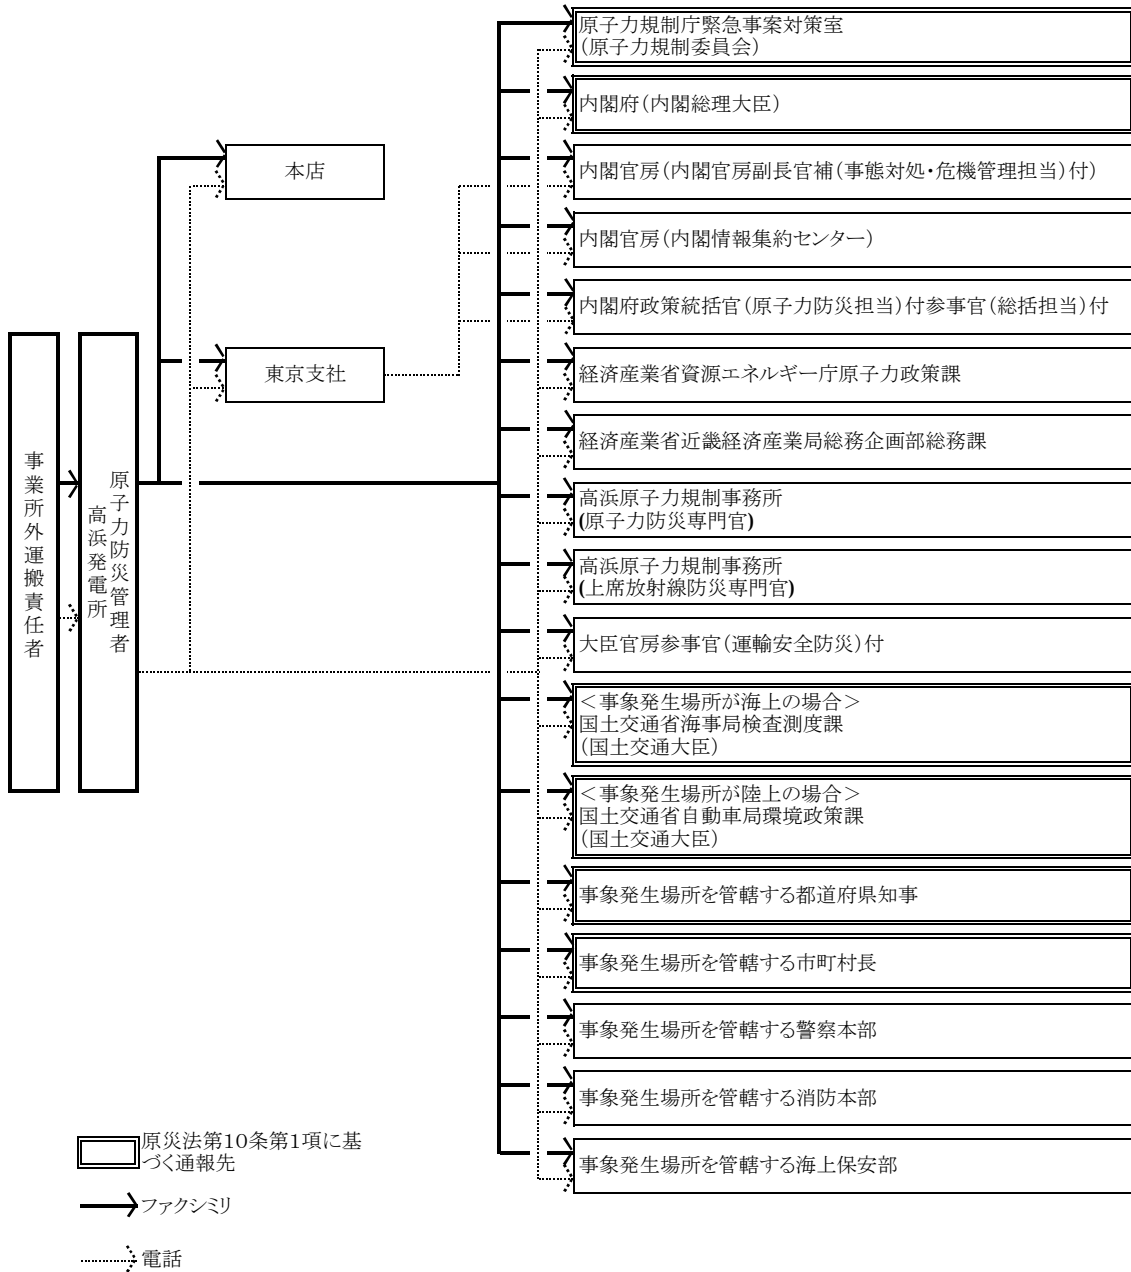 原子力規制庁緊急事案対策室
(原子力規制委員会)
内閣府(内閣総理大臣)
内閣官房(内閣官房副長官補(事態対処・危機管理担当)付)
内閣官房(内閣情報集約センター)
内閣府政策統括官(原子力防災担当)付参事官(総括担当)付
経済産業省資源エネルギー庁原子力政策課
経済産業省近畿経済産業局総務企画部総務課
高浜原子力規制事務所
(原子力防災専門官)
高浜原子力規制事務所
(上席放射線防災専門官)
大臣官房参事官(運輸安全防災)付
<事象発生場所が海上の場合>
国土交通省海事局検査測度課
(国土交通大臣)
<事象発生場所が陸上の場合>
国土交通省自動車局環境政策課
(国土交通大臣)
事象発生場所を管轄する都道府県知事
事象発生場所を管轄する市町村長
事象発生場所を管轄する警察本部
事象発生場所を管轄する消防本部
事象発生場所を管轄する海上保安部
本店
東京支社
事業所外運搬責任者
原子力防災管理者
高浜発電所
原災法第10条第1項に基
づく通報先
ファクシミリ
電話